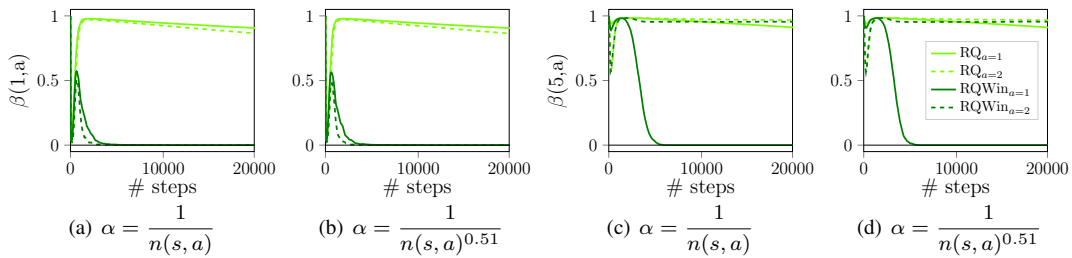 β(1,a)
1
0.5
0
0 10000 20000
# steps
(a) α = 1 / n(s, a)
1
0.5
0
0 10000 20000
# steps
(b) α = 1 / n(s, a)^0.51
β(5,a)
1
0.5
0
0 10000 20000
# steps
(c) α = 1 / n(s, a)
1
0.5
0
RQ_a=1
RQ_a=2
RQWin_a=1
RQWin_a=2
0 10000 20000
# steps
(d) α = 1 / n(s, a)^0.51